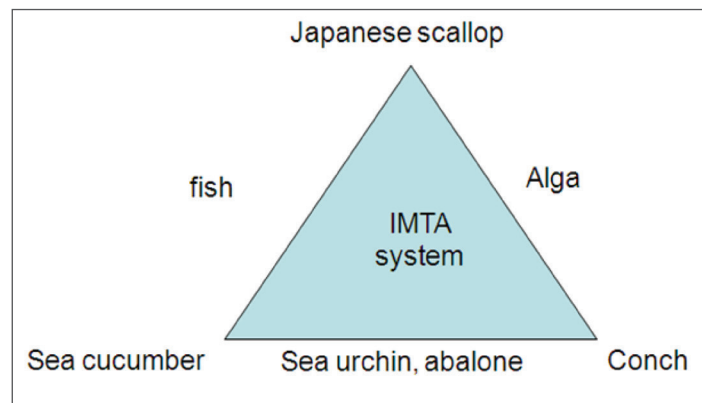 Japanese scallop
fish
Alga
IMTA
system
Sea cucumber
Sea urchin, abalone
Conch